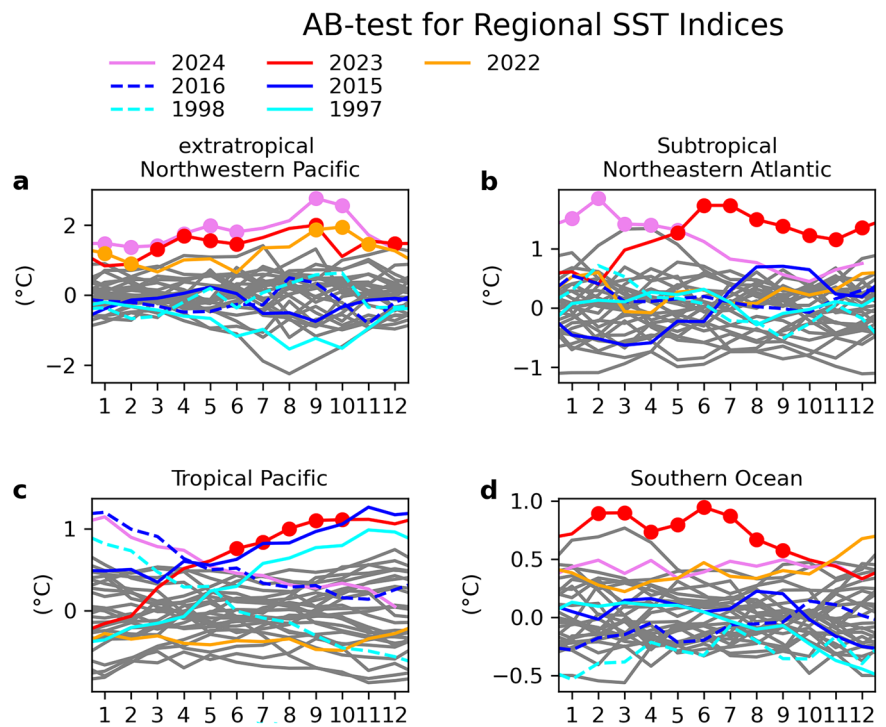 AB-test for Regional SST Indices
2024 2023 2022
2016 2015
1998 1997
extratropical
Northwestern Pacific
a
2
0
−2
(°C)
1 2 3 4 5 6 7 8 9 10 11 12
Subtropical
Northeastern Atlantic
b
1
0
−1
(°C)
1 2 3 4 5 6 7 8 9 10 11 12
Tropical Pacific
c
1
0
(°C)
1 2 3 4 5 6 7 8 9 10 11 12
Southern Ocean
d
1.0
0.5
0.0
−0.5
(°C)
1 2 3 4 5 6 7 8 9 10 11 12